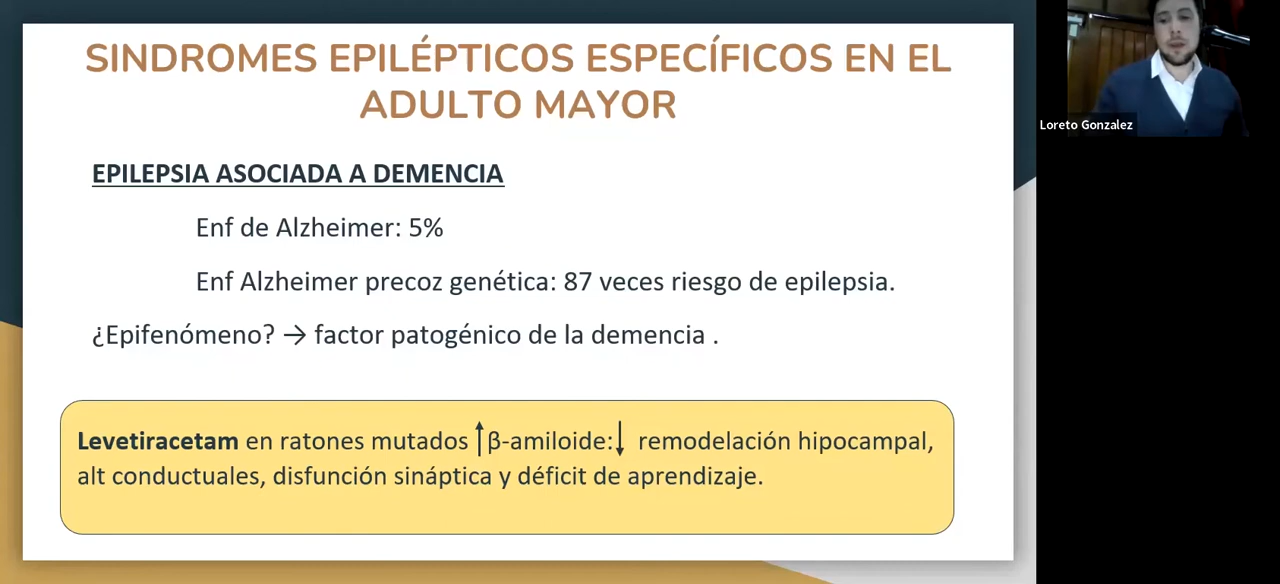 SINDROMES EPILÉPTICOS ESPECÍFICOS EN EL
ADULTO MAYOR
EPILEPSIA ASOCIADA A DEMENCIA
Enf de Alzheimer: 5%
Enf Alzheimer precoz genética: 87 veces riesgo de epilepsia.
¿Epifenómeno? → factor patogénico de la demencia .
Levetiracetam en ratones mutados ↑β-amiloide:↓ remodelación hipocampal,
alt conductuales, disfunción sináptica y déficit de aprendizaje.
Loreto Gonzalez